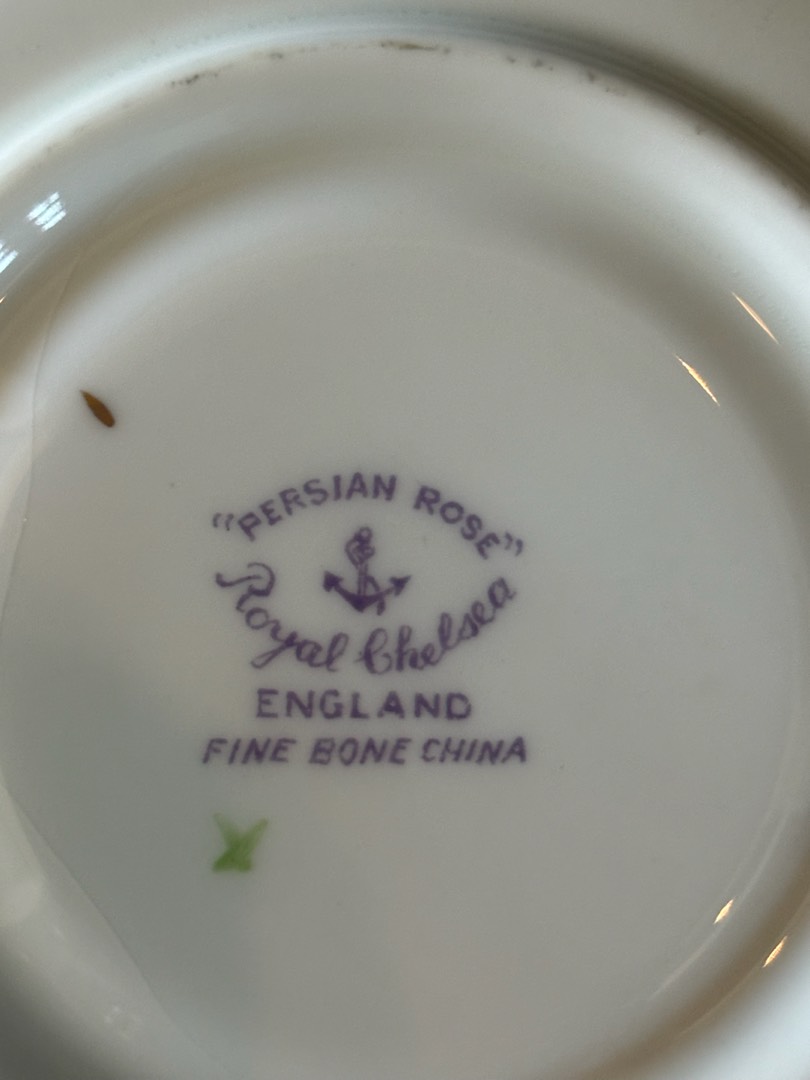 "PERSIAN ROSE"
Royal Chelsea
ENGLAND
FINE BONE CHINA